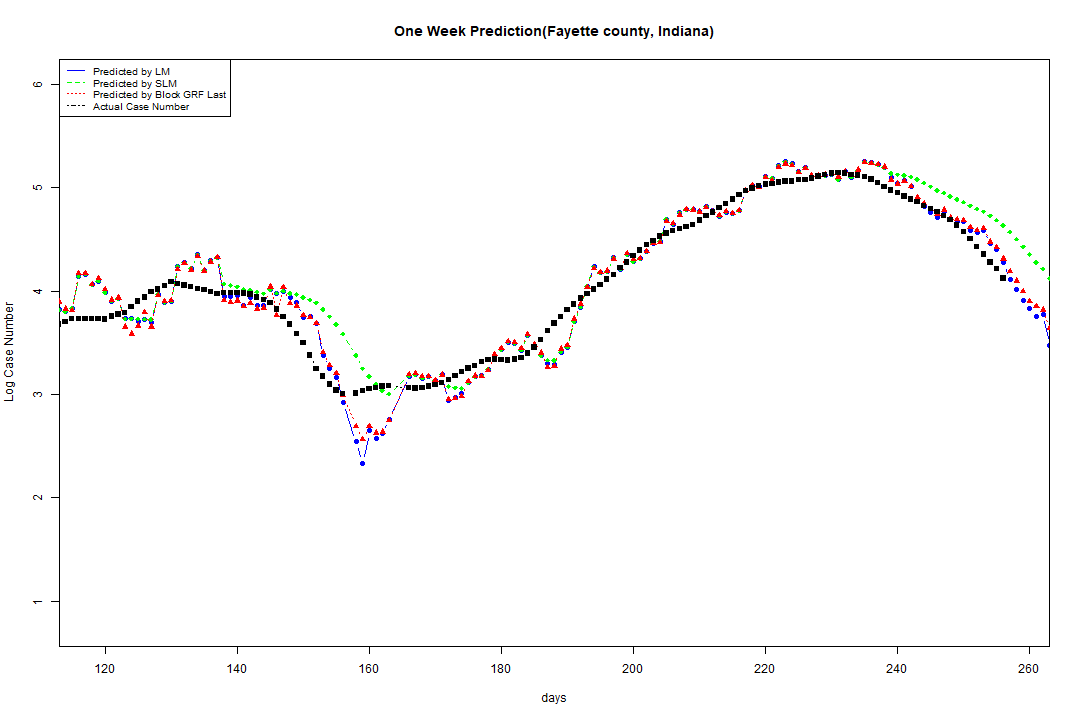 One Week Prediction(Fayette county, Indiana)
Predicted by LM
Predicted by SLM
Predicted by Block GRF Last
Actual Case Number
Log Case Number
6
5
4
3
2
1
120 140 160 180 200 220 240 260
days